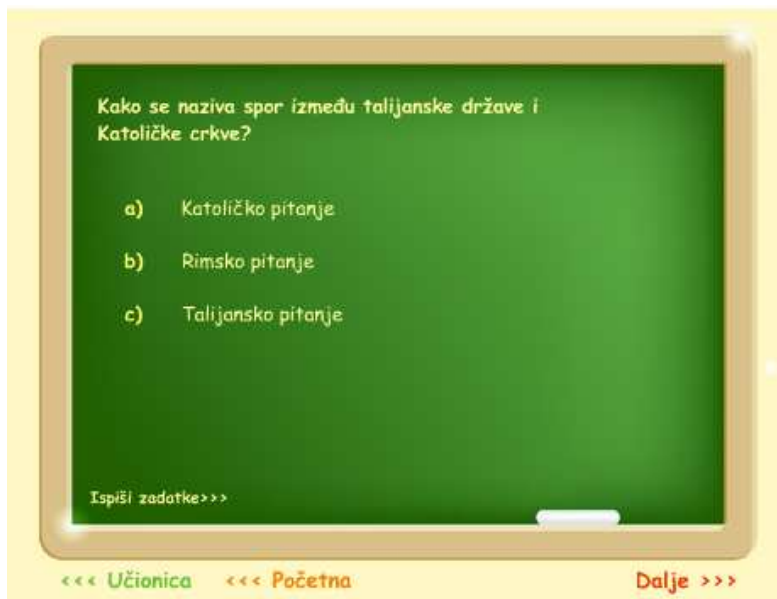 Kako se naziva spor između talijanske države i
Katoličke crkve?
a) Katoličko pitanje
b) Rimsko pitanje
c) Talijansko pitanje
Ispiši zadatke>>>
<<< Učionica <<< Početna Dalje >>>